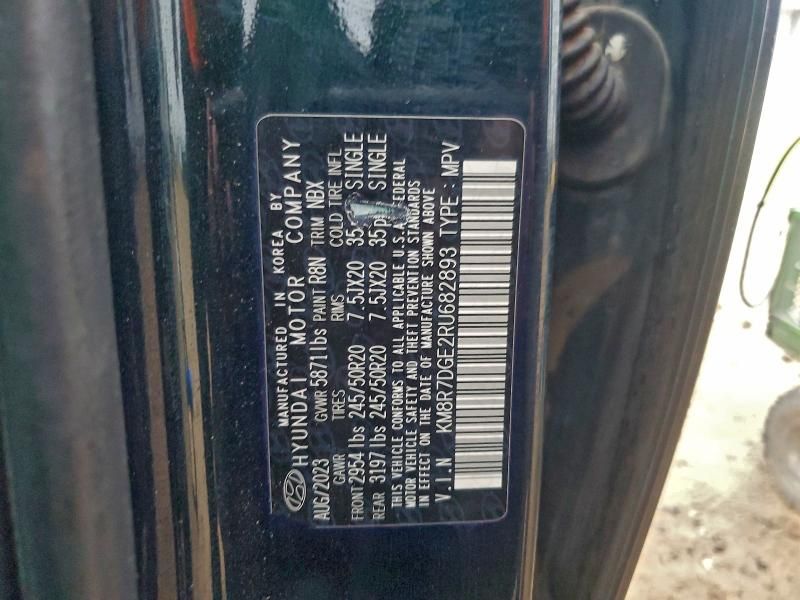 MANUFACTURED IN KOREA BY
HYUNDAI MOTOR COMPANY
AUG/2023 GVWR 5871lbs PAINT R8N TRIM NBX
GAWR TIRES RIMS COLD TIRE INFL
FRONT 2954 lbs 245/50R20 7.5JX20 35 SINGLE
REAR 3197 lbs 245/50R20 7.5JX20 35p SINGLE
THIS VEHICLE CONFORMS TO ALL APPLICABLE U.S.A. FEDERAL
MOTOR VEHICLE SAFETY AND THEFT PREVENTION STANDARDS
IN EFFECT ON THE DATE OF MANUFACTURE SHOWN ABOVE
V.I.N KM8R7DGE2RU682893 TYPE : MPV